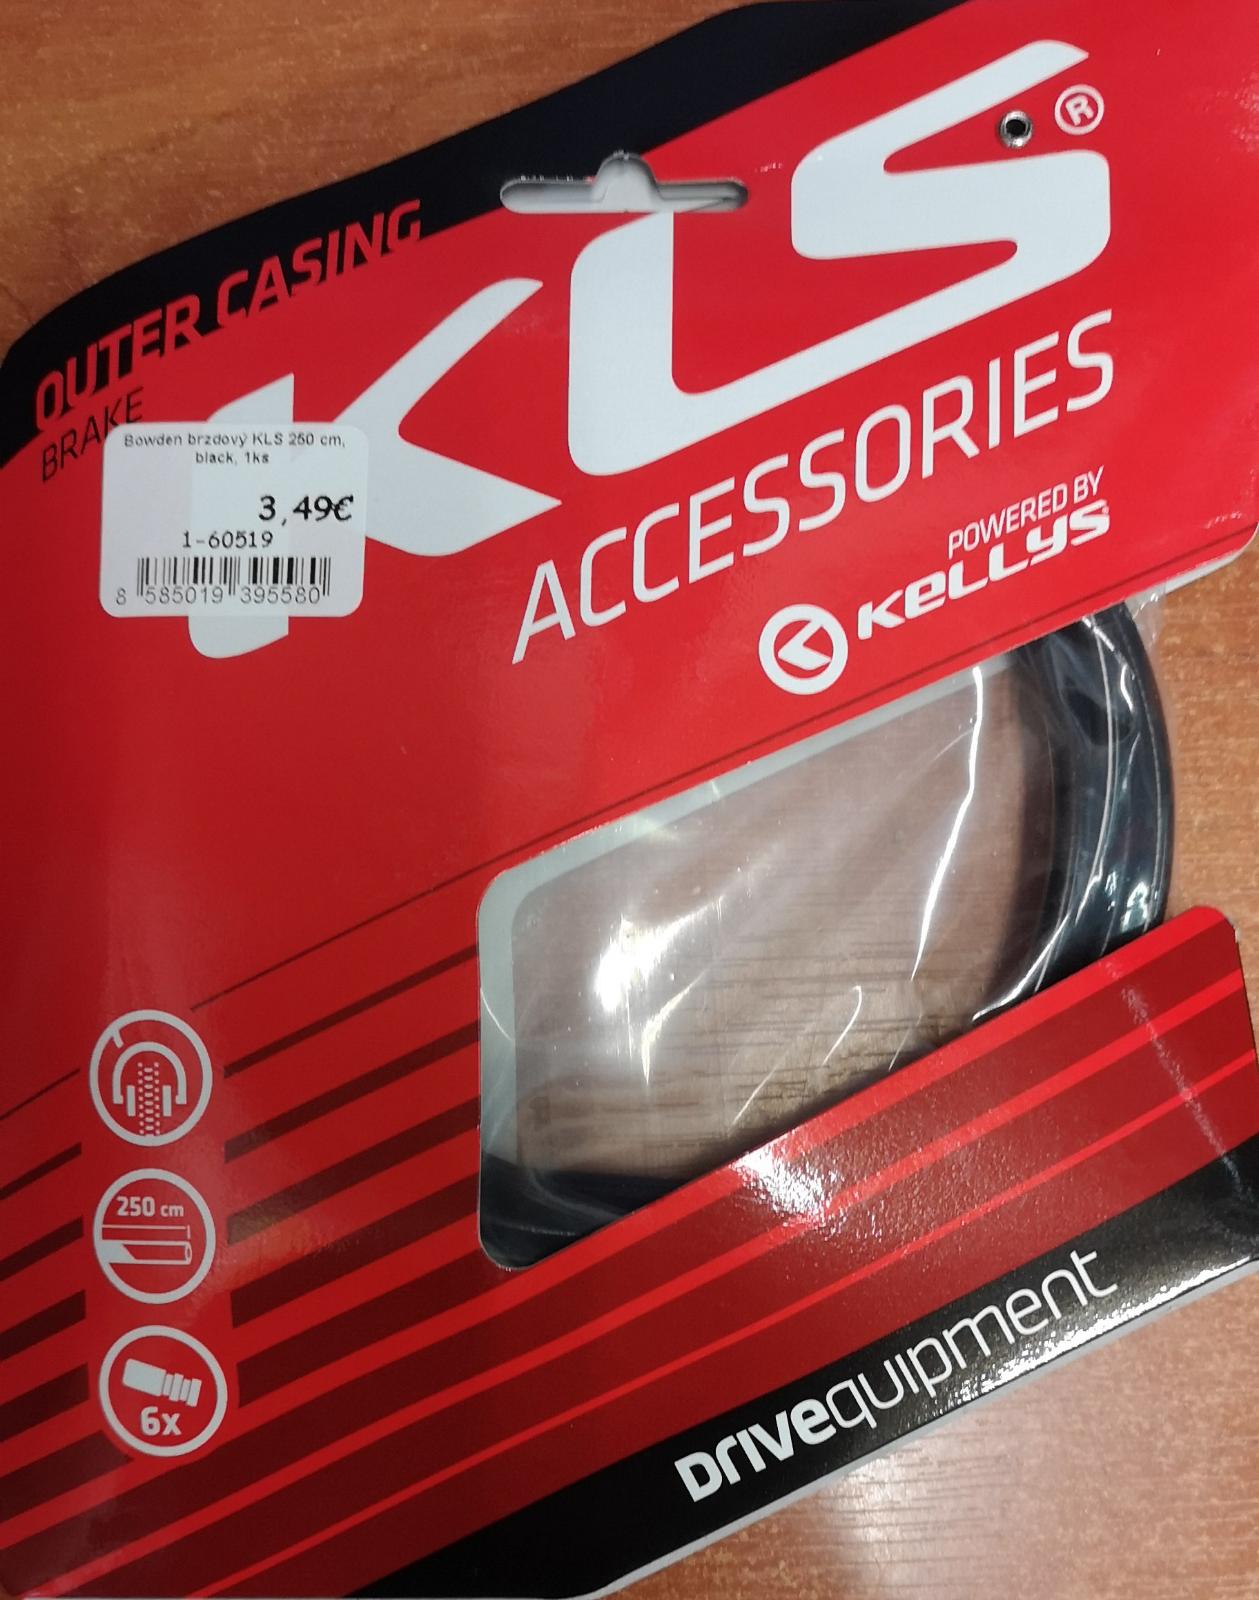 OUTER CASING
BRAKE
KLS®
ACCESSORIES
POWERED BY
KELLYS
Bowden brzdový KLS 250 cm,
black, 1ks
3,49€
1-60519
8 585019 395580
250 cm
6x
Drivequipment